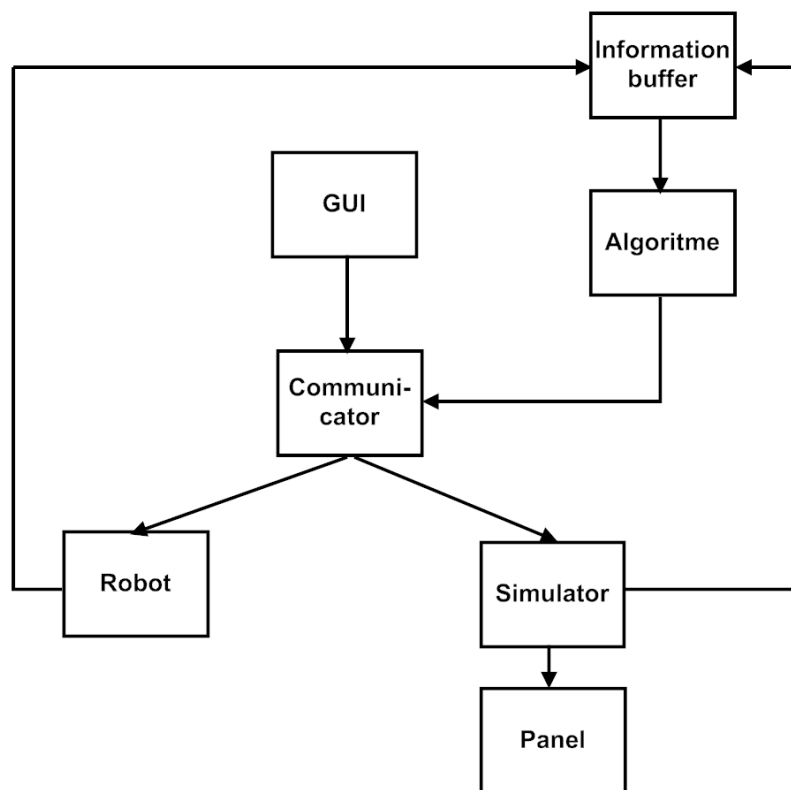 Information
buffer
GUI
Algoritme
Communi-
cator
Robot
Simulator
Panel